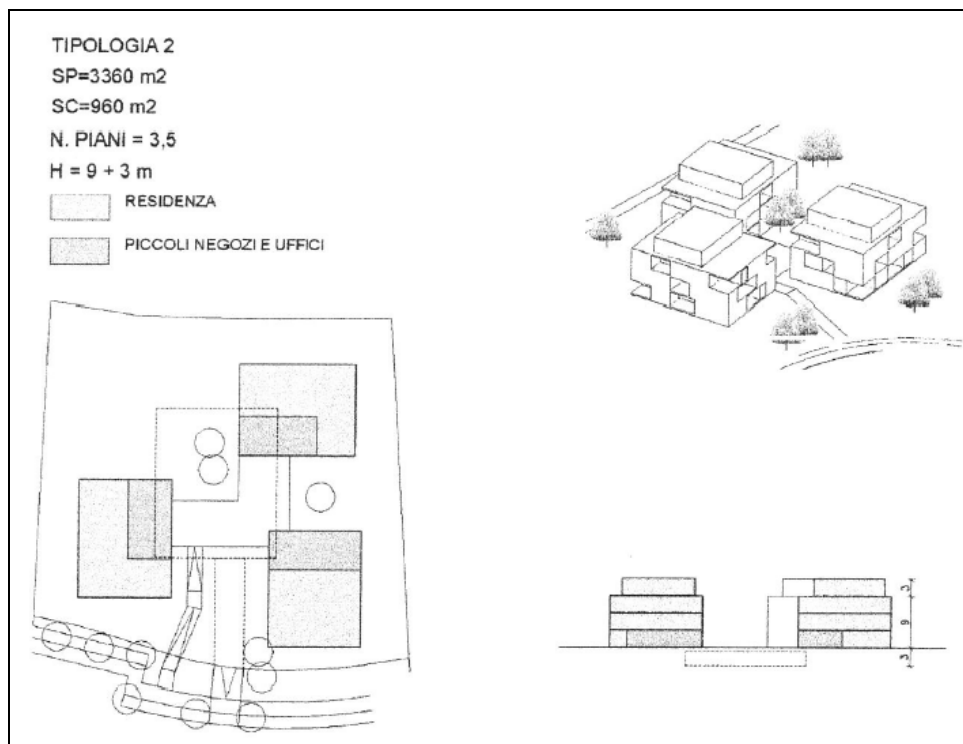 TIPOLOGIA 2
SP=3360 m2
SC=960 m2
N. PIANI = 3,5
H = 9 + 3 m
RESIDENZA
PICCOLI NEGOZI E UFFICI
3
9
3